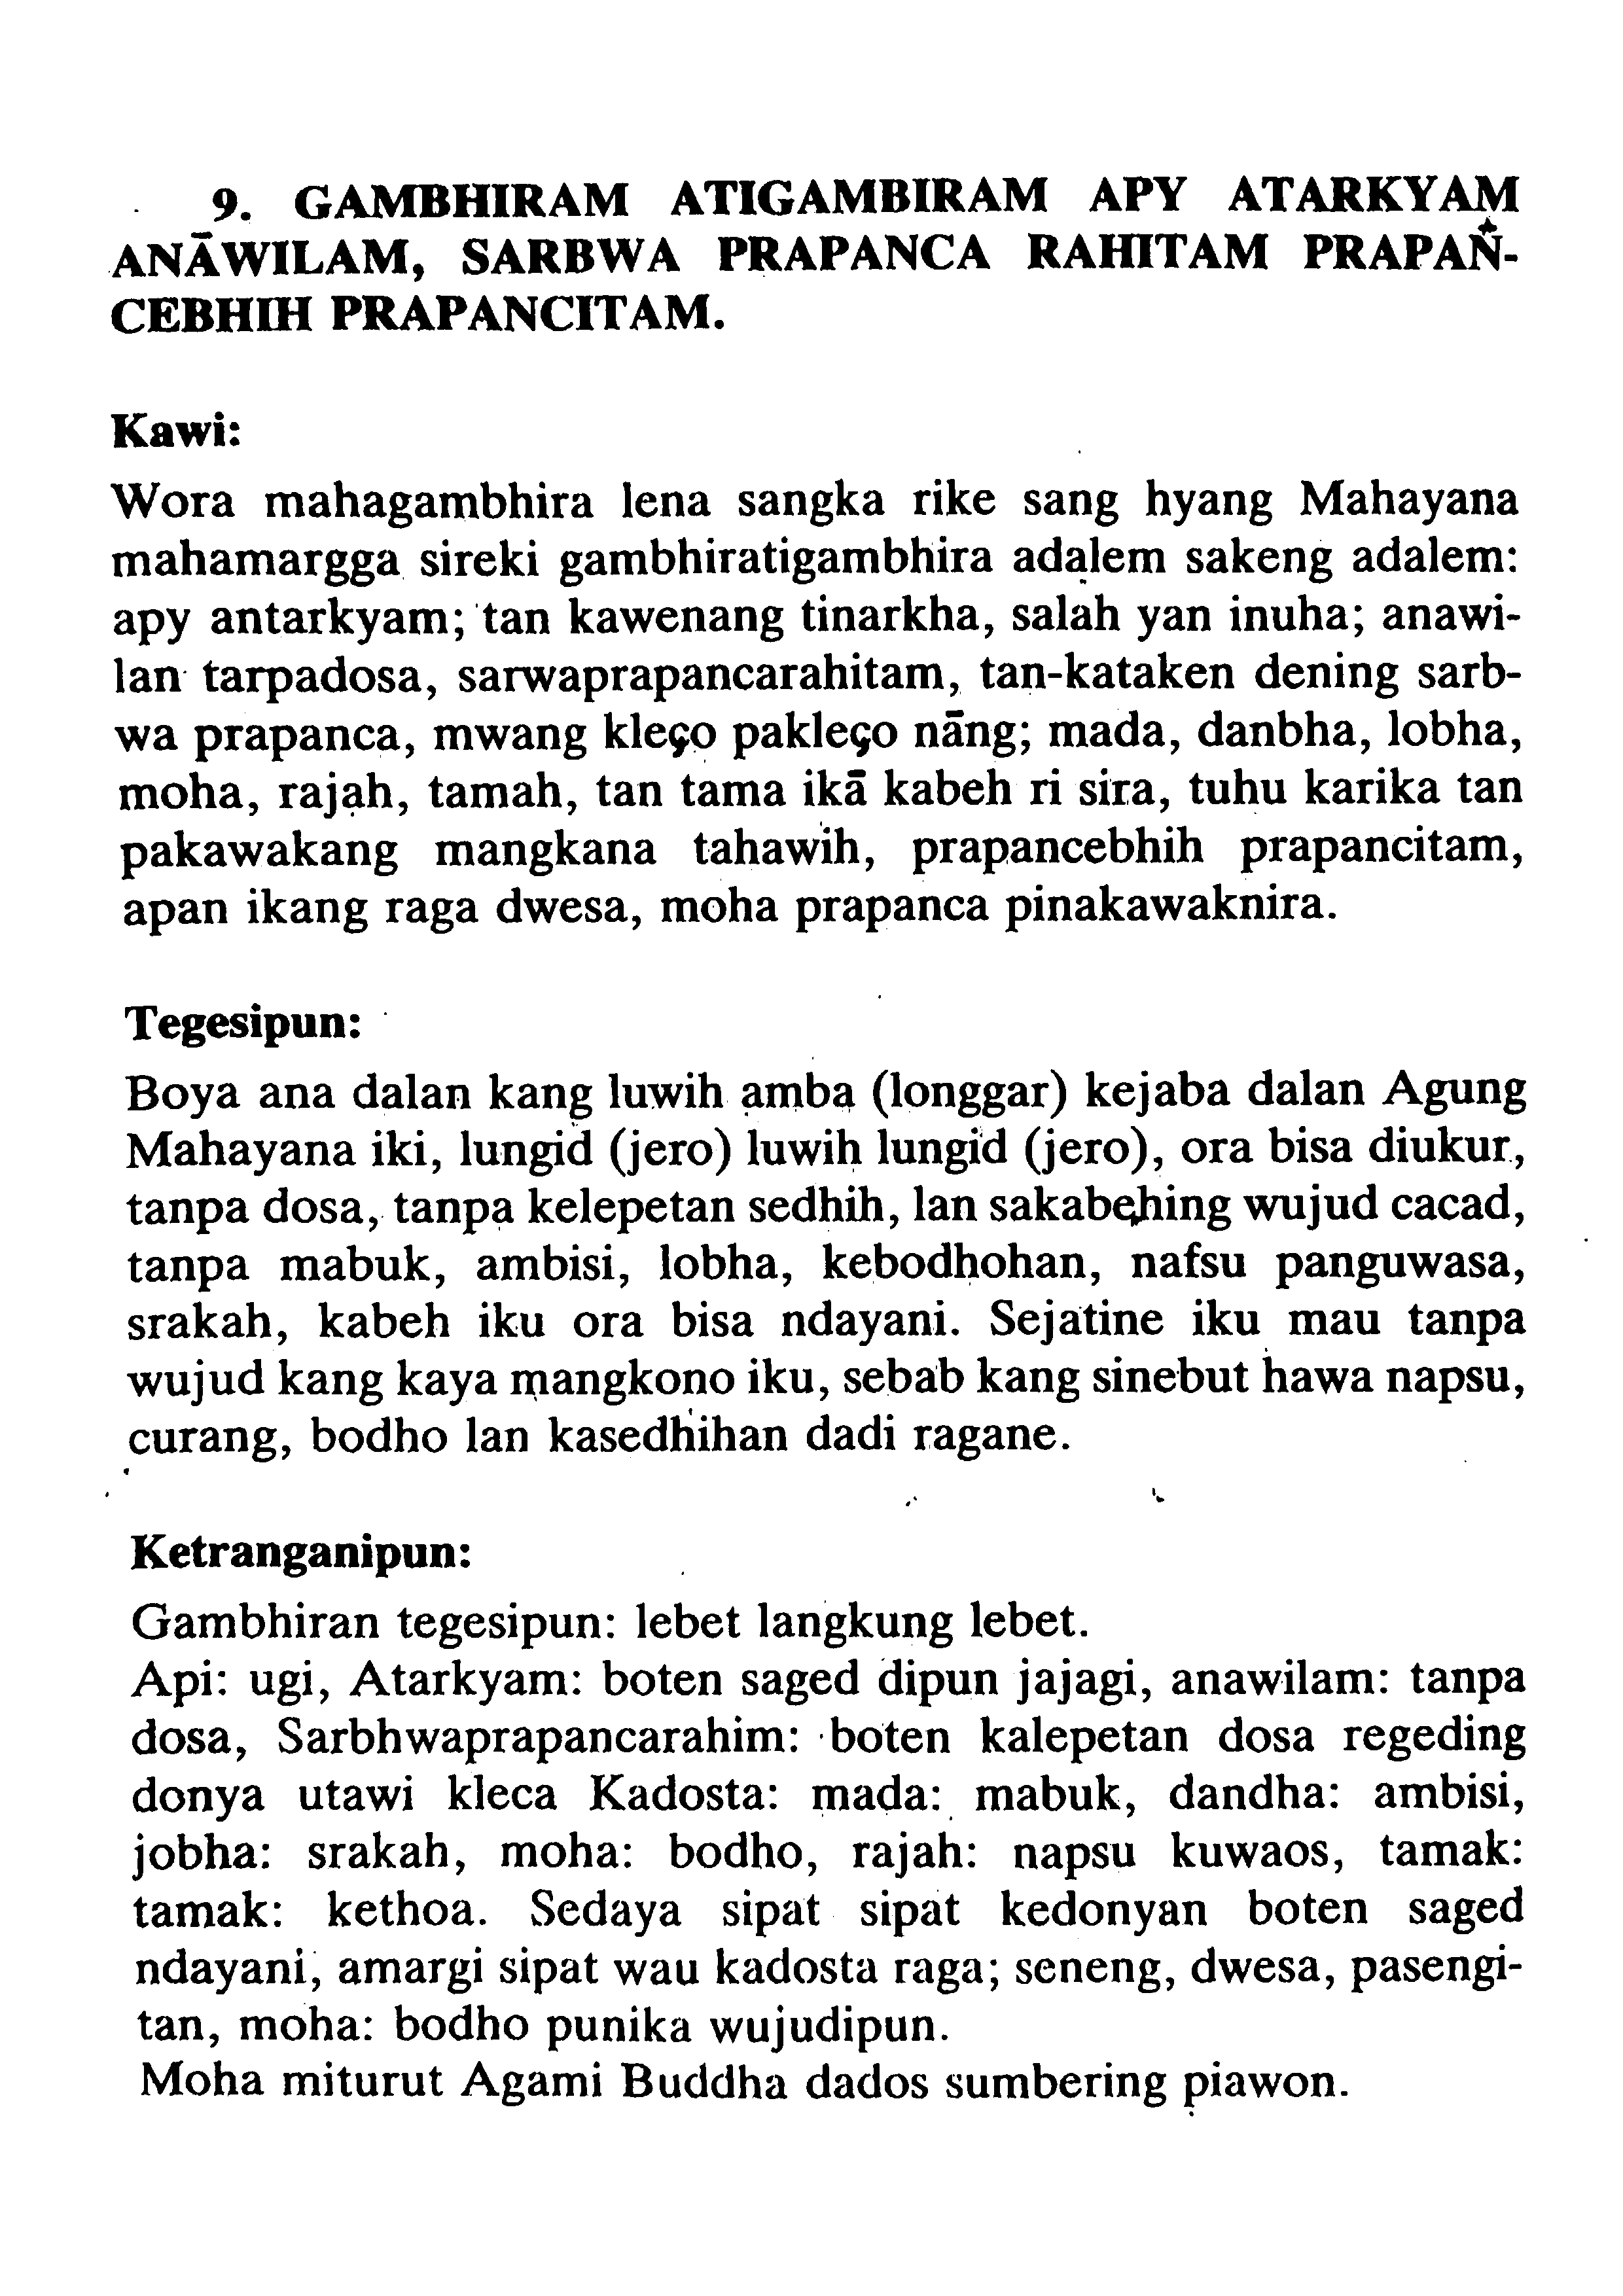 9. GAMBHIRAM ATIGAMBIRAM APY ATARKYAM
ANĀWILAM, SARBWA PRAPANCA RAHITAM PRAPAÑ-
CEBHIH PRAPANCITAM.
Kawi:
Wora mahagambhira lena sangka rike sang hyang Mahayana
mahamargga sireki gambhiratigambhira adalem sakeng adalem:
apy antarkyam; tan kawenang tinarkha, salah yan inuha; anawi-
lan tarpadosa, sarwaprapancarahitam, tan-kataken dening sarb-
wa prapanca, mwang kleço pakleço nāng; mada, danbha, lobha,
moha, rajah, tamah, tan tama ikā kabeh ri sira, tuhu karika tan
pakawakang mangkana tahawih, prapancebhih prapancitam,
apan ikang raga dwesa, moha prapanca pinakawaknira.
Tegesipun:
Boya ana dalan kang luwih amba (longgar) kejaba dalan Agung
Mahayana iki, lungid (jero) luwih lungid (jero), ora bisa diukur,
tanpa dosa, tanpa kelepetan sedhih, lan sakabehing wujud cacad,
tanpa mabuk, ambisi, lobha, kebodhohan, nafsu panguwasa,
srakah, kabeh iku ora bisa ndayani. Sejatine iku mau tanpa
wujud kang kaya mangkono iku, sebab kang sinebut hawa napsu,
curang, bodho lan kasedhihan dadi ragane.
Ketranganipun:
Gambhiran tegesipun: lebet langkung lebet.
Api: ugi, Atarkyam: boten saged dipun jajagi, anawilam: tanpa
dosa, Sarbhwaprapancarahim: boten kalepetan dosa regeding
donya utawi kleca Kadosta: mada: mabuk, dandha: ambisi,
jobha: srakah, moha: bodho, rajah: napsu kuwaos, tamak:
tamak: kethoa. Sedaya sipat sipat kedonyan boten saged
ndayani, amargi sipat wau kadosta raga; seneng, dwesa, pasengi-
tan, moha: bodho punika wujudipun.
Moha miturut Agami Buddha dados sumbering piawon.